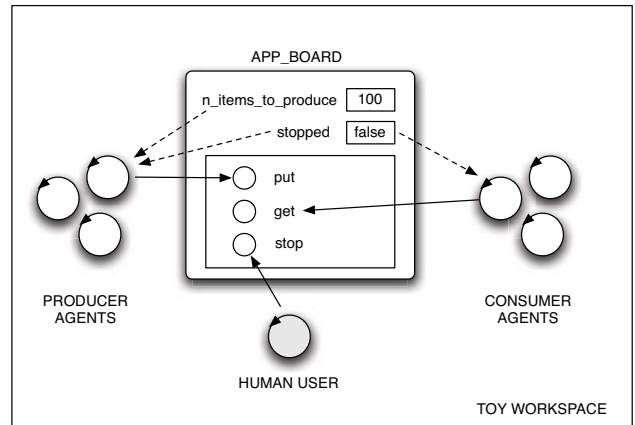 APP_BOARD
n_items_to_produce 100
stopped false
put
get
stop
PRODUCER
AGENTS
CONSUMER
AGENTS
HUMAN USER
TOY WORKSPACE